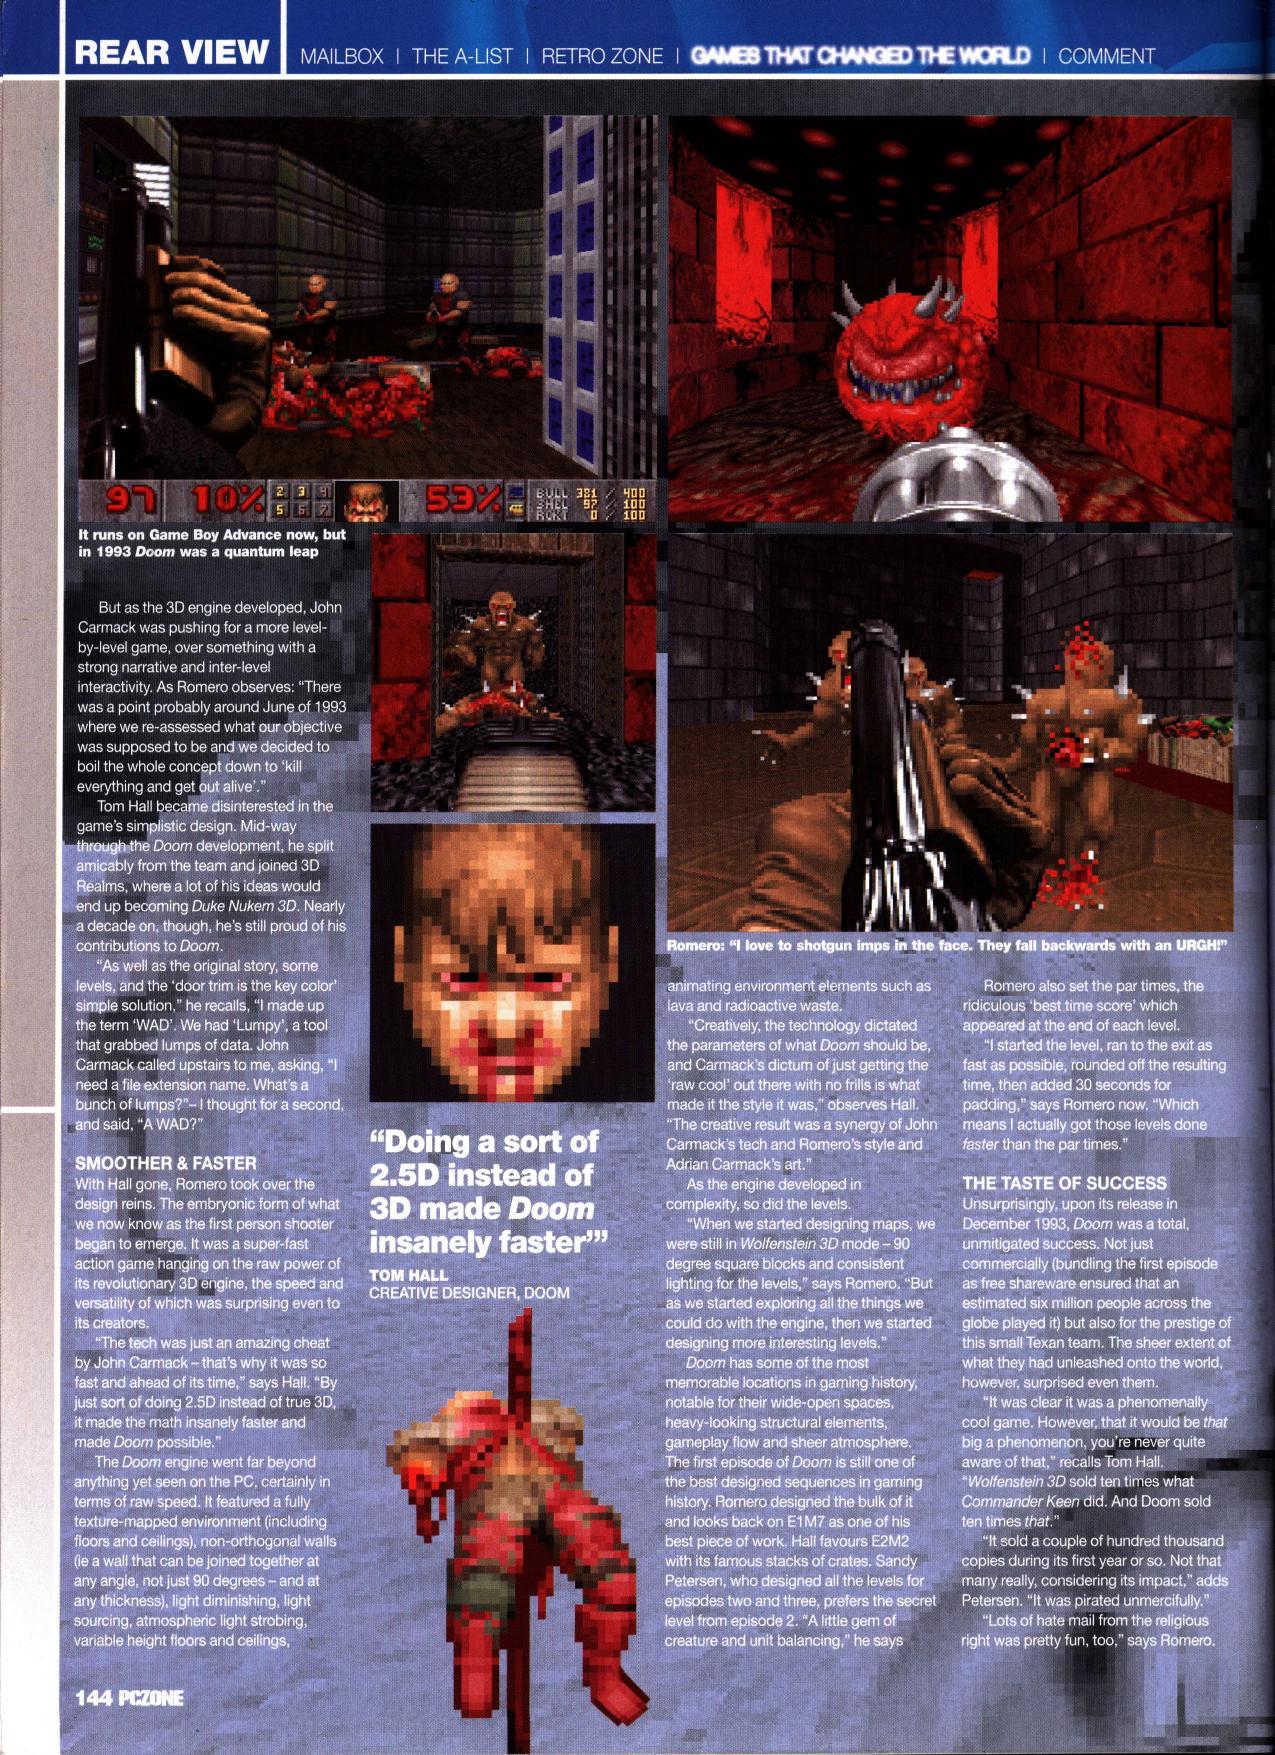 REAR VIEW
MAILBOX | THE A-LIST | RETRO ZONE | GAMES THAT CHANGED THE WORLD | COMMENT
97 10% 2 3 4 5 6 7 53% BULL 381 / 400
SHEL 97 / 100
RCKT 0 / 100
It runs on Game Boy Advance now, but
in 1993 Doom was a quantum leap
But as the 3D engine developed, John
Carmack was pushing for a more level-
by-level game, over something with a
strong narrative and inter-level
interactivity. As Romero observes: “There
was a point probably around June of 1993
where we re-assessed what our objective
was supposed to be and we decided to
boil the whole concept down to ‘kill
everything and get out alive’.”
Tom Hall became disinterested in the
game’s simplistic design. Mid-way
through the Doom development, he split
amicably from the team and joined 3D
Realms, where a lot of his ideas would
end up becoming Duke Nukem 3D. Nearly
a decade on, though, he’s still proud of his
contributions to Doom.
“As well as the original story, some
levels, and the ‘door trim is the key color’
simple solution,” he recalls, “I made up
the term ‘WAD’. We had ‘Lumpy’, a tool
that grabbed lumps of data. John
Carmack called upstairs to me, asking, “I
need a file extension name. What’s a
bunch of lumps?”– I thought for a second,
and said, “A WAD?”
SMOOTHER & FASTER
With Hall gone, Romero took over the
design reins. The embryonic form of what
we now know as the first person shooter
began to emerge. It was a super-fast
action game hanging on the raw power of
its revolutionary 3D engine, the speed and
versatility of which was surprising even to
its creators.
“The tech was just an amazing cheat
by John Carmack – that’s why it was so
fast and ahead of its time,” says Hall. “By
just sort of doing 2.5D instead of true 3D,
it made the math insanely faster and
made Doom possible.”
The Doom engine went far beyond
anything yet seen on the PC, certainly in
terms of raw speed. It featured a fully
texture-mapped environment (including
floors and ceilings), non-orthogonal walls
(ie a wall that can be joined together at
any angle, not just 90 degrees – and at
any thickness), light diminishing, light
sourcing, atmospheric light strobing,
variable height floors and ceilings,
“Doing a sort of
2.5D instead of
3D made Doom
insanely faster”’
TOM HALL
CREATIVE DESIGNER, DOOM
Romero: “I love to shotgun imps in the face. They fall backwards with an URGH!”
animating environment elements such as
lava and radioactive waste.
“Creatively, the technology dictated
the parameters of what Doom should be,
and Carmack’s dictum of just getting the
‘raw cool’ out there with no frills is what
made it the style it was,” observes Hall.
“The creative result was a synergy of John
Carmack’s tech and Romero’s style and
Adrian Carmack’s art.”
As the engine developed in
complexity, so did the levels.
“When we started designing maps, we
were still in Wolfenstein 3D mode – 90
degree square blocks and consistent
lighting for the levels,” says Romero. “But
as we started exploring all the things we
could do with the engine, then we started
designing more interesting levels.”
Doom has some of the most
memorable locations in gaming history,
notable for their wide-open spaces,
heavy-looking structural elements,
gameplay flow and sheer atmosphere.
The first episode of Doom is still one of
the best designed sequences in gaming
history. Romero designed the bulk of it
and looks back on E1M7 as one of his
best piece of work. Hall favours E2M2
with its famous stacks of crates. Sandy
Petersen, who designed all the levels for
episodes two and three, prefers the secret
level from episode 2. “A little gem of
creature and unit balancing,” he says
Romero also set the par times, the
ridiculous ‘best time score’ which
appeared at the end of each level.
“I started the level, ran to the exit as
fast as possible, rounded off the resulting
time, then added 30 seconds for
padding,” says Romero now. “Which
means I actually got those levels done
faster than the par times.”
THE TASTE OF SUCCESS
Unsurprisingly, upon its release in
December 1993, Doom was a total,
unmitigated success. Not just
commercially (bundling the first episode
as free shareware ensured that an
estimated six million people across the
globe played it) but also for the prestige of
this small Texan team. The sheer extent of
what they had unleashed onto the world,
however, surprised even them.
“It was clear it was a phenomenally
cool game. However, that it would be that
big a phenomenon, you’re never quite
aware of that,” recalls Tom Hall.
“Wolfenstein 3D sold ten times what
Commander Keen did. And Doom sold
ten times that.”
“It sold a couple of hundred thousand
copies during its first year or so. Not that
many really, considering its impact,” adds
Petersen. “It was pirated unmercifully.”
“Lots of hate mail from the religious
right was pretty fun, too,” says Romero.
144 PCZONE